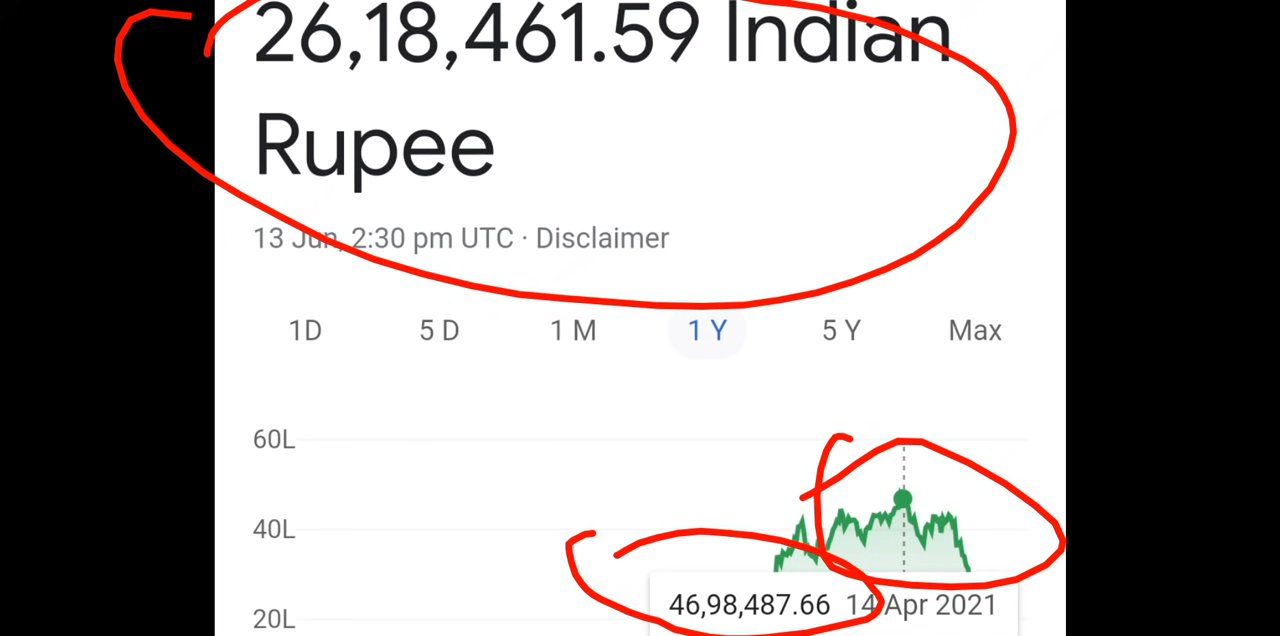 26,18,461.59 Indian
Rupee
13 Jun, 2:30 pm UTC · Disclaimer
1D 5 D 1 M 1 Y 5 Y Max
60L
40L
20L
46,98,487.66 14 Apr 2021